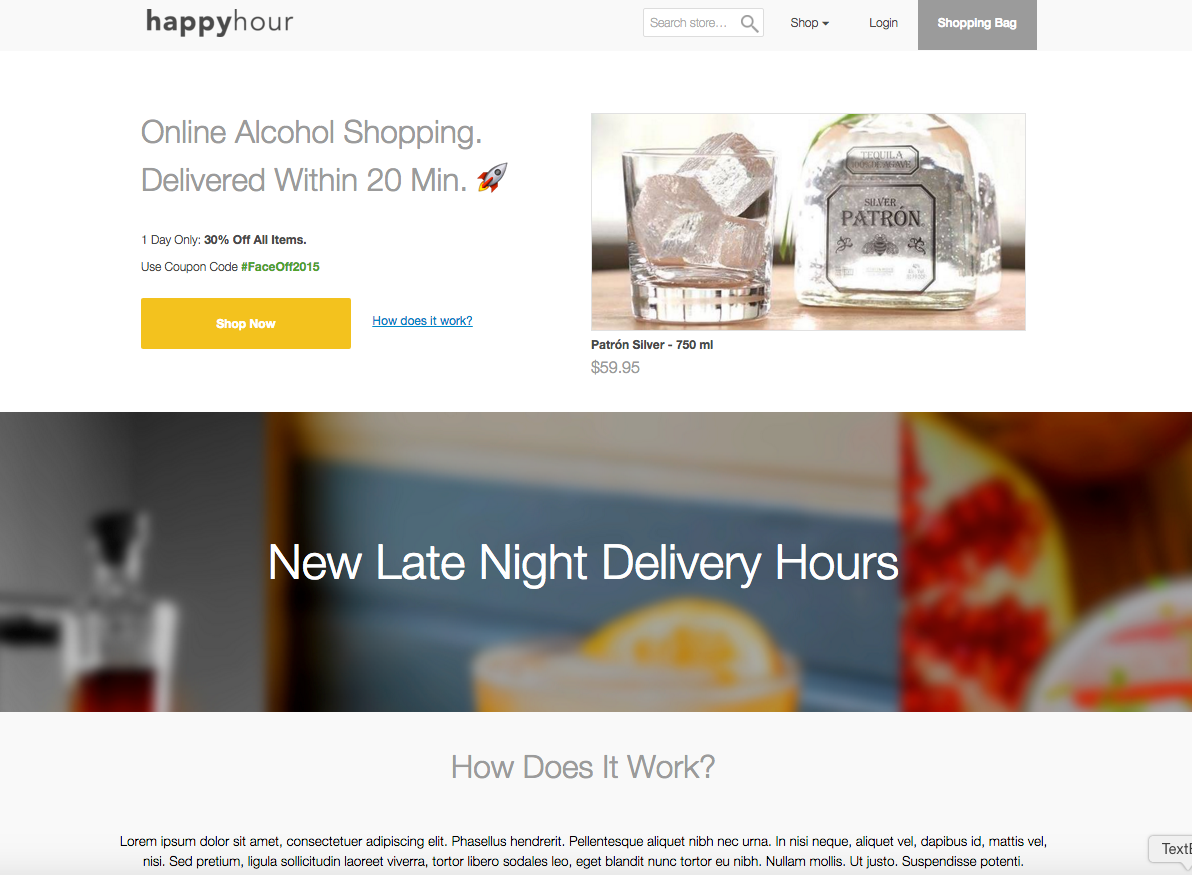 happyhour
Search store...
Shop
Login
Shopping Bag
Online Alcohol Shopping.
Delivered Within 20 Min. 🚀
1 Day Only: 30% Off All Items.
Use Coupon Code #FaceOff2015
Shop Now
How does it work?
TEQUILA
100% DE AGAVE
SILVER
PATRÓN
Patrón Silver - 750 ml
$59.95
New Late Night Delivery Hours
How Does It Work?
Lorem ipsum dolor sit amet, consectetuer adipiscing elit. Phasellus hendrerit. Pellentesque aliquet nibh nec urna. In nisi neque, aliquet vel, dapibus id, mattis vel,
nisi. Sed pretium, ligula sollicitudin laoreet viverra, tortor libero sodales leo, eget blandit nunc tortor eu nibh. Nullam mollis. Ut justo. Suspendisse potenti.